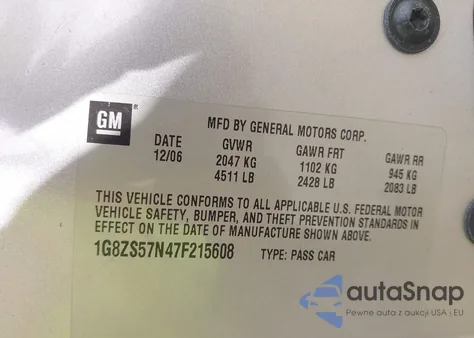 GM ®
MFD BY GENERAL MOTORS CORP.
DATE GVWR GAWR FRT GAWR RR
12/06 2047 KG 1102 KG 945 KG
4511 LB 2428 LB 2083 LB
THIS VEHICLE CONFORMS TO ALL APPLICABLE U.S. FEDERAL MOTOR
VEHICLE SAFETY, BUMPER, AND THEFT PREVENTION STANDARDS IN
EFFECT ON THE DATE OF MANUFACTURE SHOWN ABOVE.
1G8ZS57N47F215608 TYPE: PASS CAR
autoSnap
Pewne auta z aukcji USA i EU